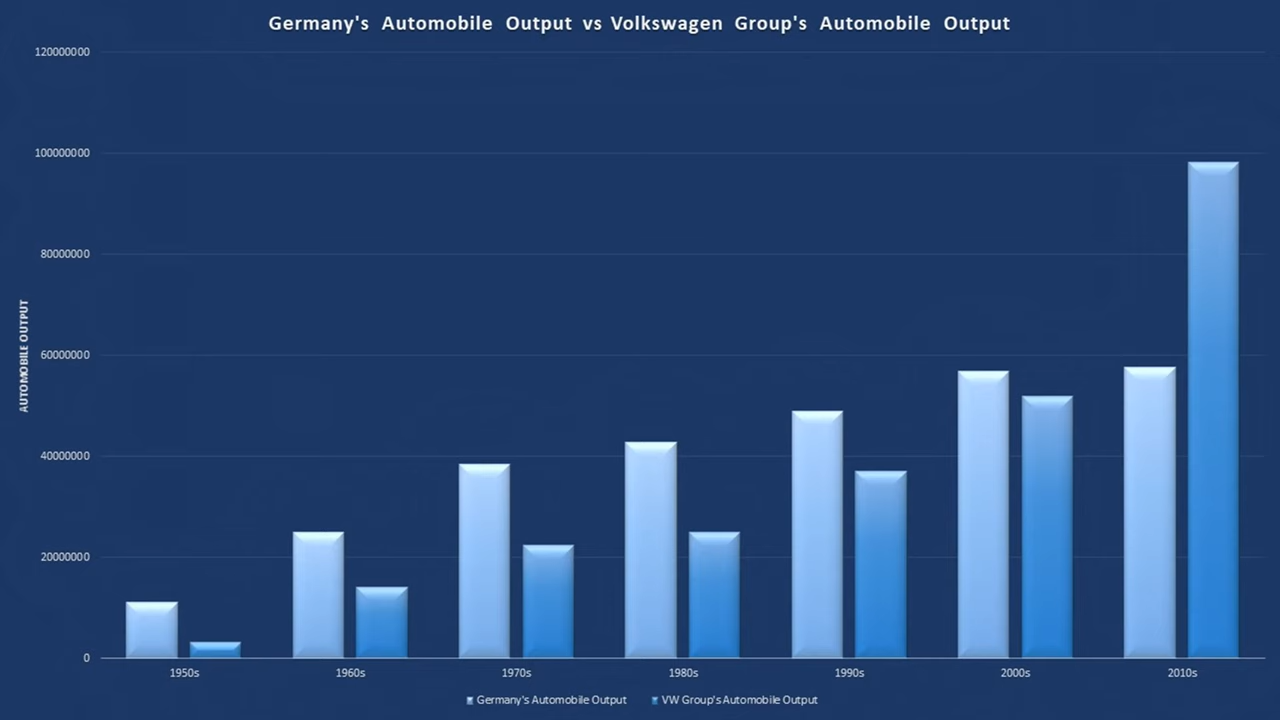 Germany's Automobile Output vs Volkswagen Group's Automobile Output
120000000
100000000
80000000
60000000
40000000
20000000
0
AUTOMOBILE OUTPUT
1950s 1960s 1970s 1980s 1990s 2000s 2010s
Germany's Automobile Output VW Group's Automobile Output